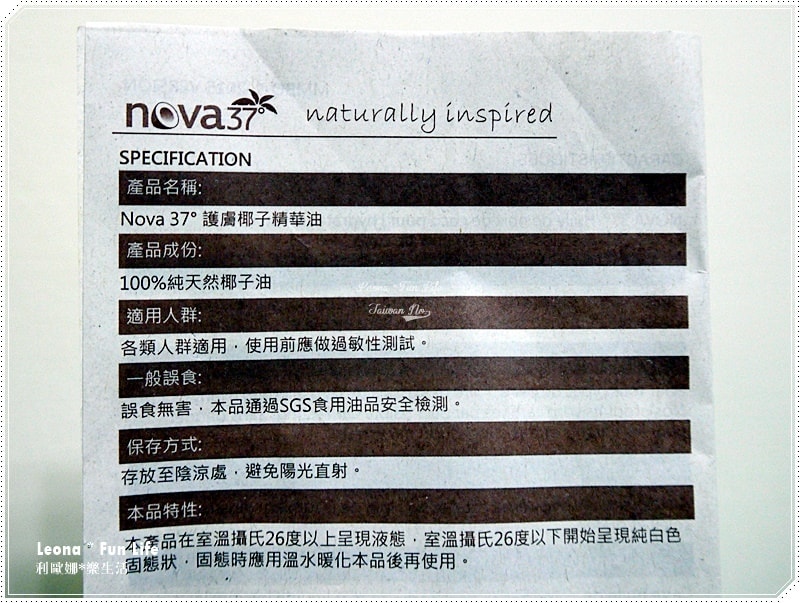 nova37°
naturally inspired
SPECIFICATION
產品名稱:
Nova 37° 護膚椰子精華油
產品成份:
100%純天然椰子油
適用人群:
各類人群適用，使用前應做過敏性測試。
一般誤食:
誤食無害，本品通過SGS食用油品安全檢測。
保存方式:
存放至陰涼處，避免陽光直射。
本品特性:
本產品在室溫攝氏26度以上呈現液態，室溫攝氏26度以下開始呈現純白色
固態狀，固態時應用溫水暖化本品後再使用。
Leona Fun Life
利歐娜*樂生活